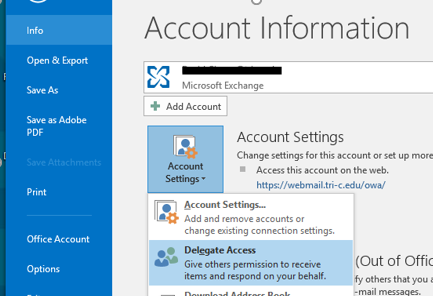 Account Information
Info
Open & Export
Save As
Save as Adobe
PDF
Save Attachments
Print
Office Account
Options
Microsoft Exchange
Add Account
Account
Settings
Account Settings
Change settings for this account or set up more
Access this account on the web.
https://webmail.tri-c.edu/owa/
Account Settings...
Add and remove accounts or
change existing connection settings.
Delegate Access
Give others permission to receive
items and respond on your behalf.
Download Address Book
(Out of Offic
fy others that you a
-mail messages.